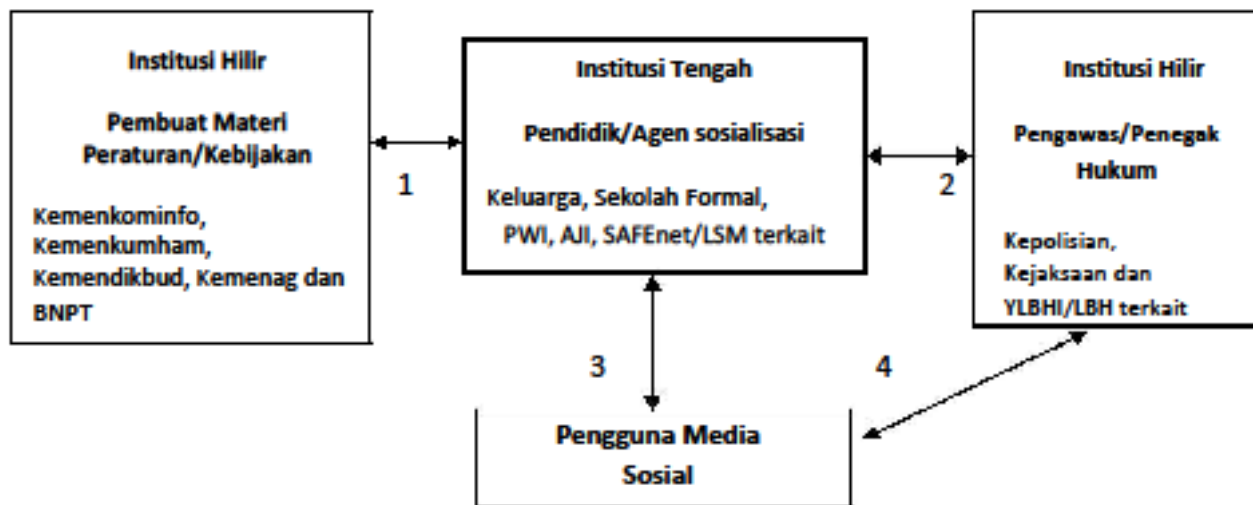 Institusi Hilir
Pembuat Materi
Peraturan/Kebijakan
Kemenkominfo,
Kemenkumham,
Kemendikbud, Kemenag dan
BNPT
1
Institusi Tengah
Pendidik/Agen sosialisasi
Keluarga, Sekolah Formal,
PWI, AJI, SAFEnet/LSM terkait
2
Institusi Hilir
Pengawas/Penegak
Hukum
Kepolisian,
Kejaksaan dan
YLBHI/LBH terkait
3
4
Pengguna Media
Sosial